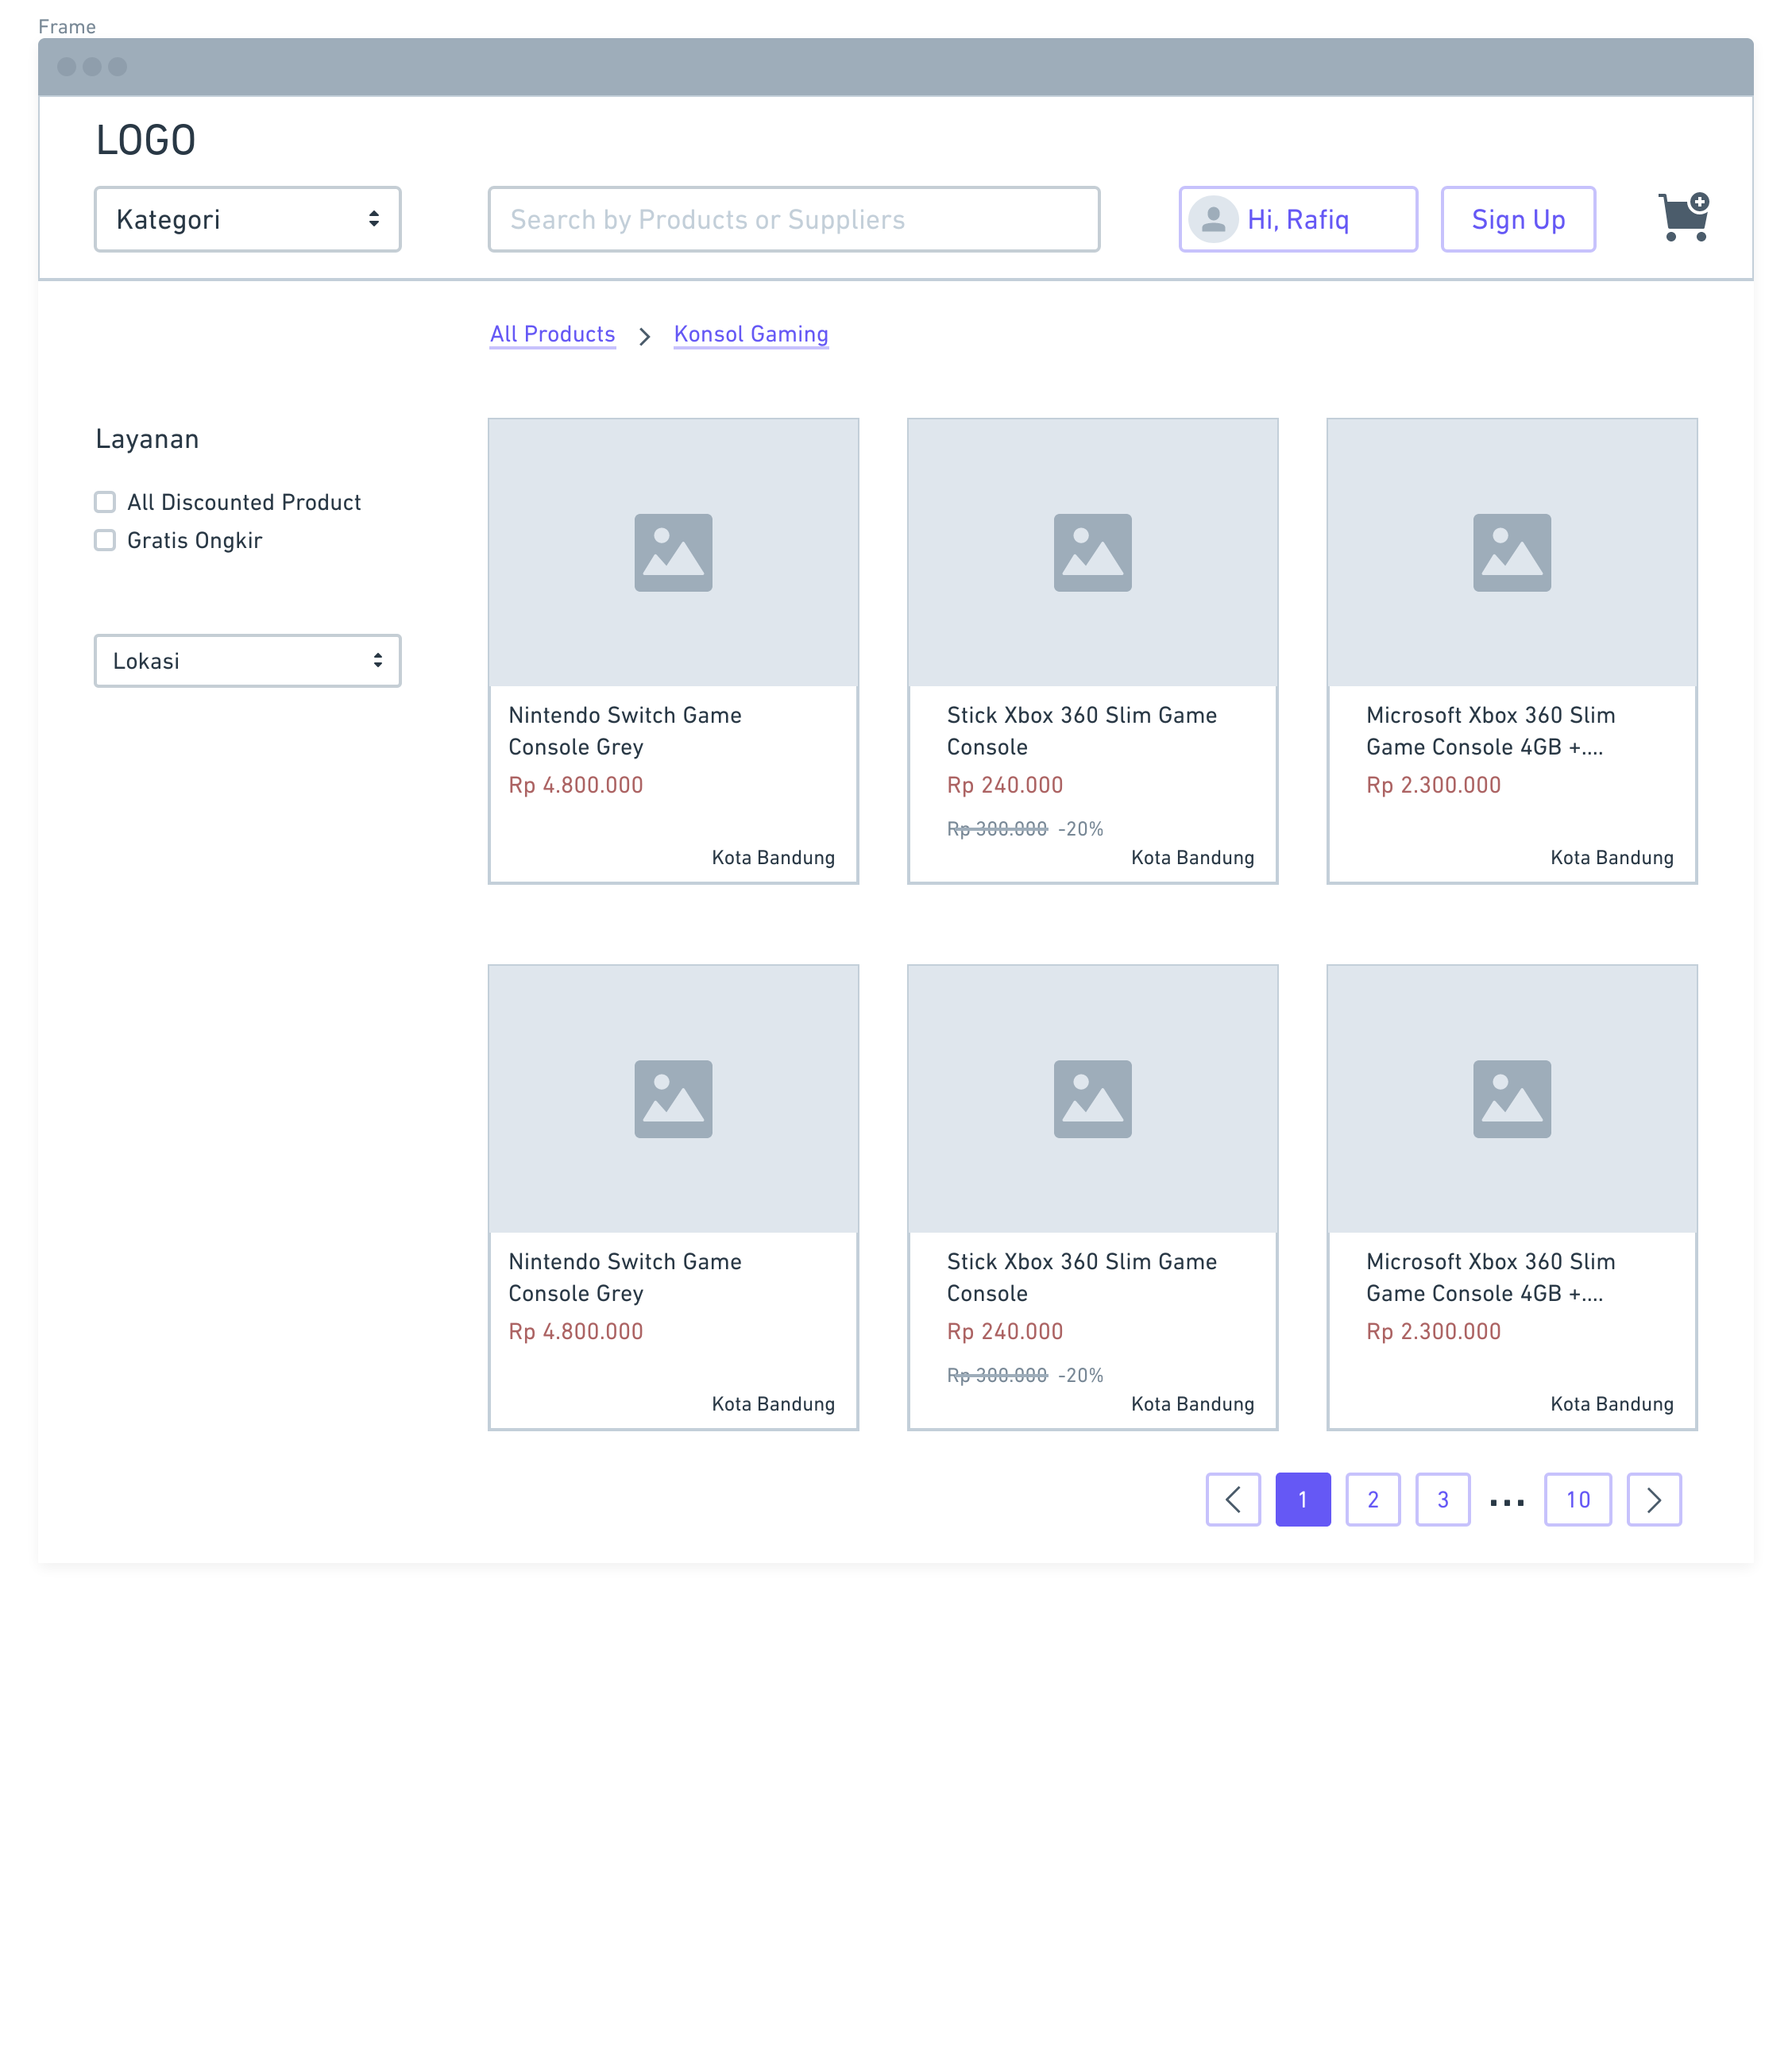 Frame
LOGO
Kategori
Search by Products or Suppliers
Hi, Rafiq
Sign Up
All Products
Konsol Gaming
Layanan
All Discounted Product
Gratis Ongkir
Lokasi
Nintendo Switch Game
Console Grey
Rp 4.800.000
Kota Bandung
Stick Xbox 360 Slim Game
Console
Rp 240.000
Rp 300.000 -20%
Kota Bandung
Microsoft Xbox 360 Slim
Game Console 4GB +....
Rp 2.300.000
Kota Bandung
Nintendo Switch Game
Console Grey
Rp 4.800.000
Kota Bandung
Stick Xbox 360 Slim Game
Console
Rp 240.000
Rp 300.000 -20%
Kota Bandung
Microsoft Xbox 360 Slim
Game Console 4GB +....
Rp 2.300.000
Kota Bandung
1 2 3 ... 10